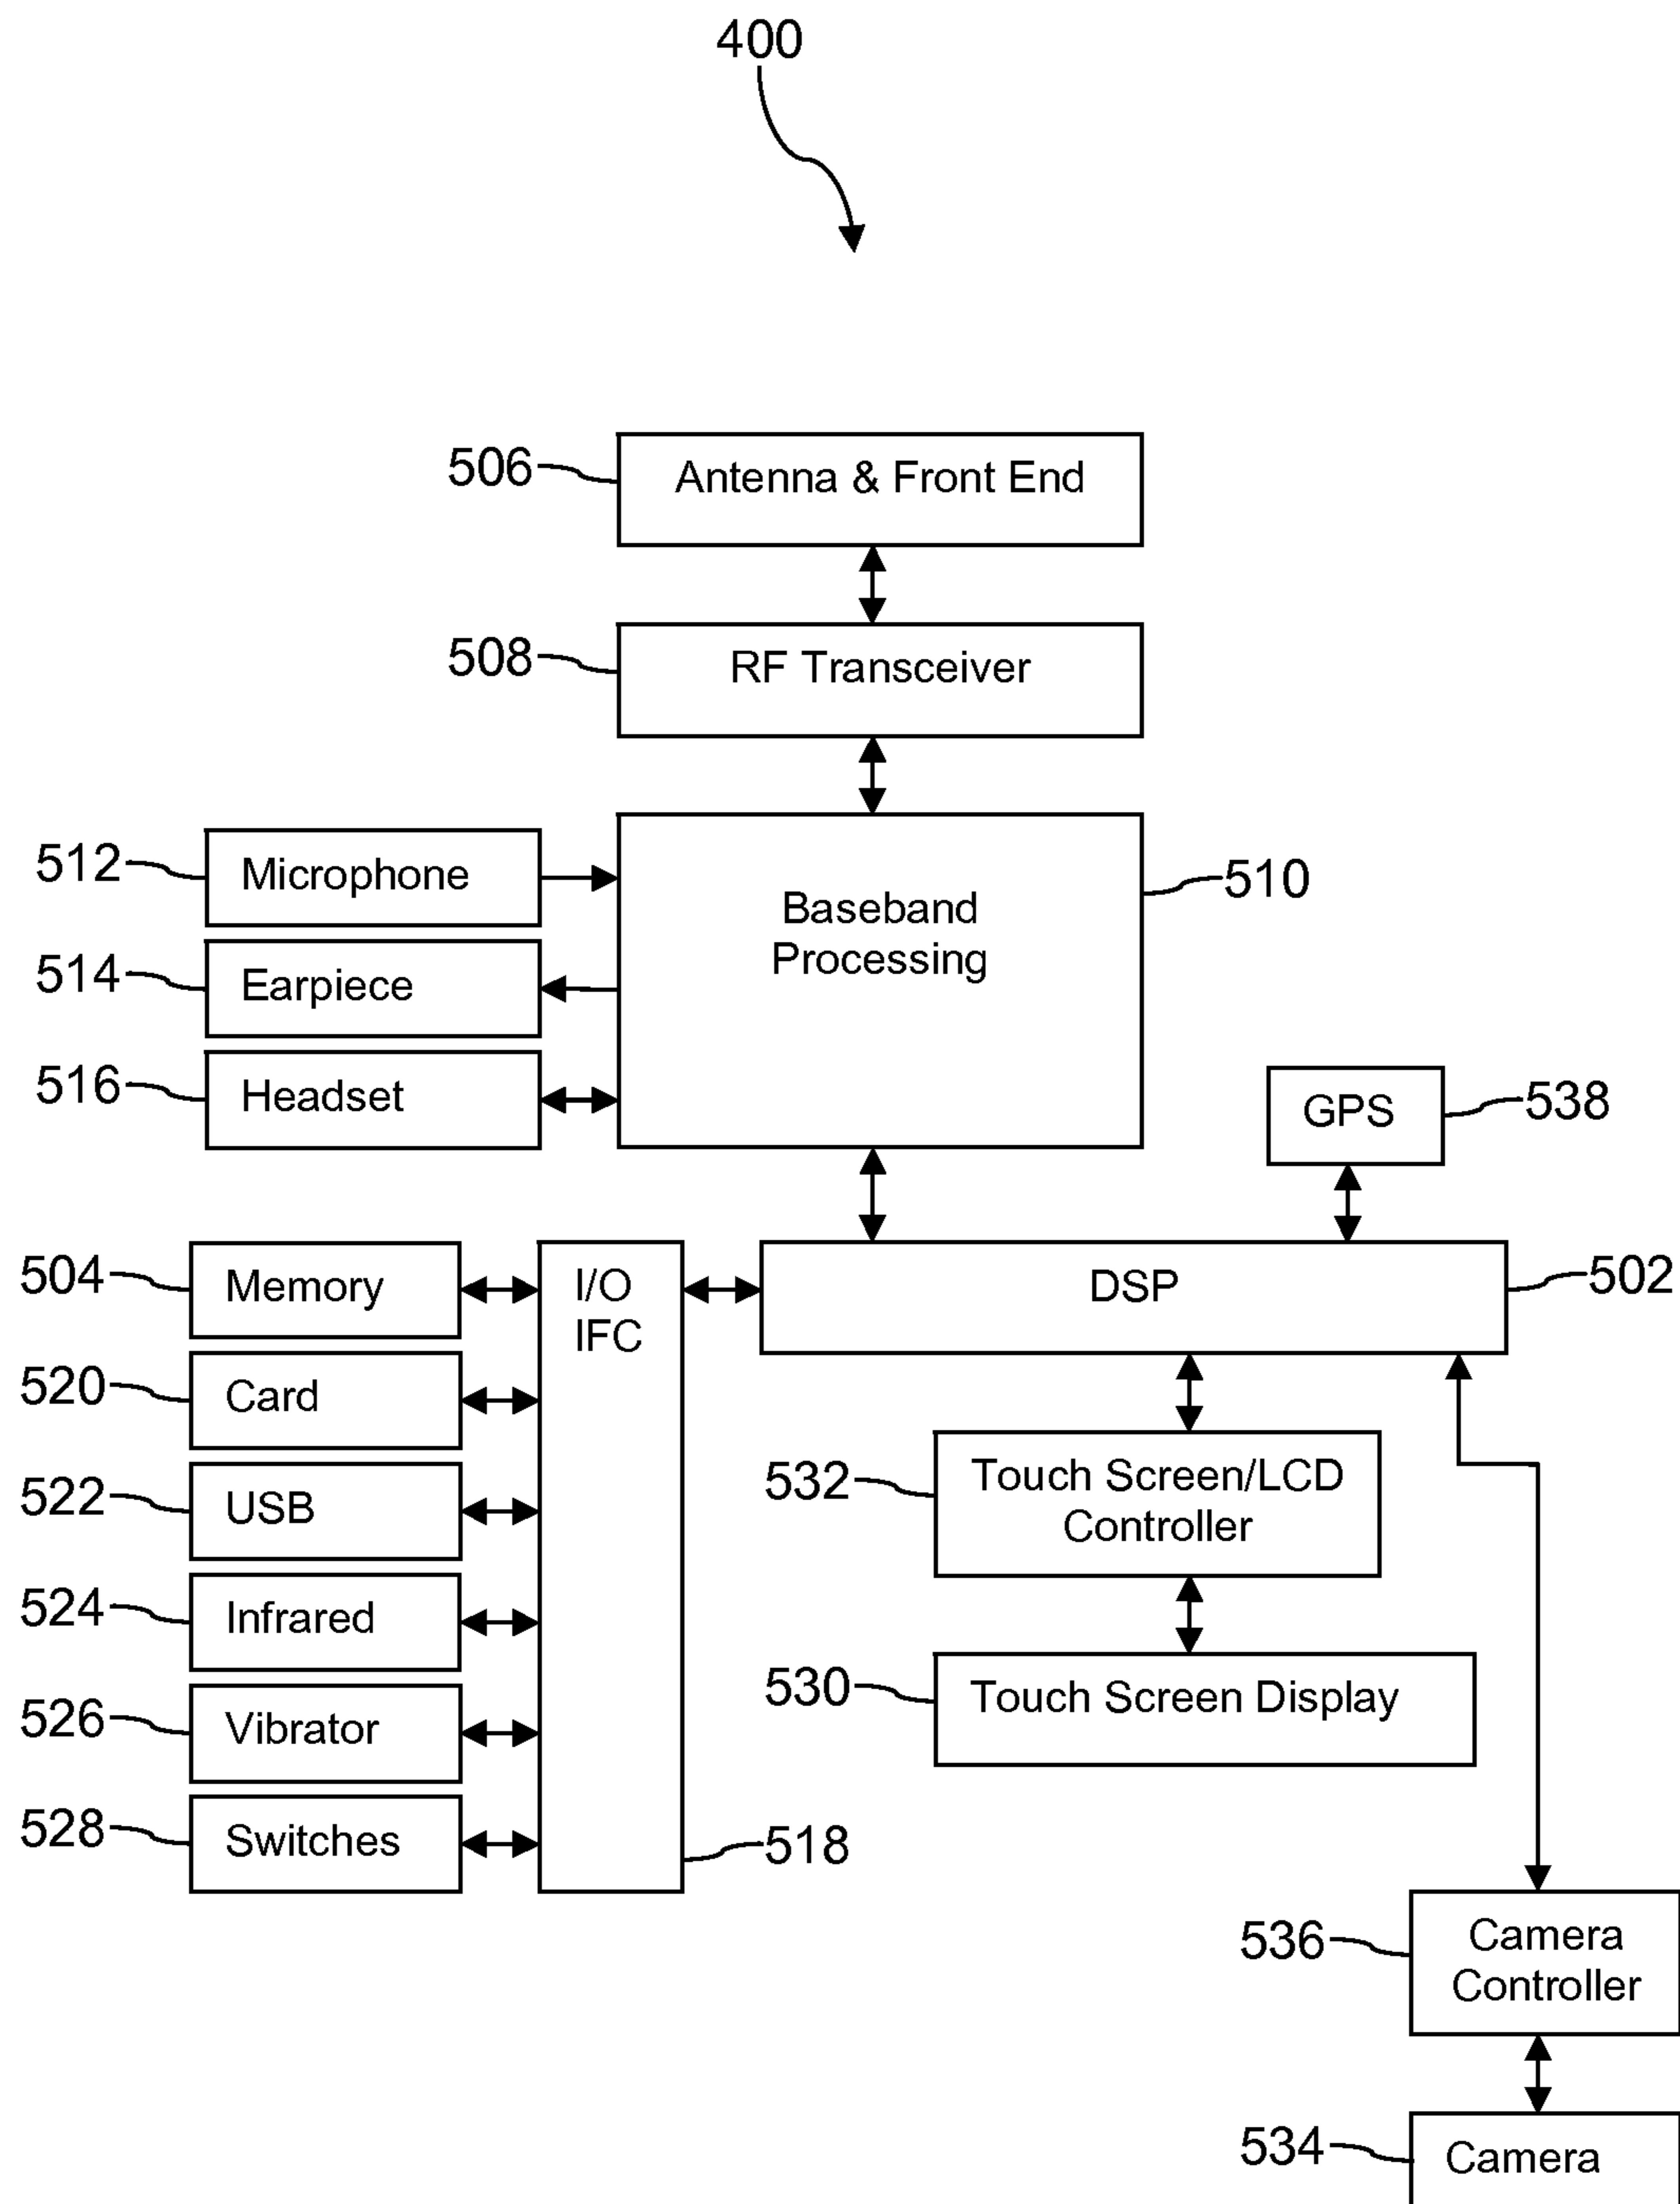 400
506
Antenna & Front End
508
RF Transceiver
512
Microphone
Baseband
Processing
510
514
Earpiece
516
Headset
GPS
538
504
Memory
I/O
IFC
DSP
502
520
Card
522
USB
532
Touch Screen/LCD
Controller
524
Infrared
530
Touch Screen Display
526
Vibrator
528
Switches
518
536
Camera
Controller
534
Camera